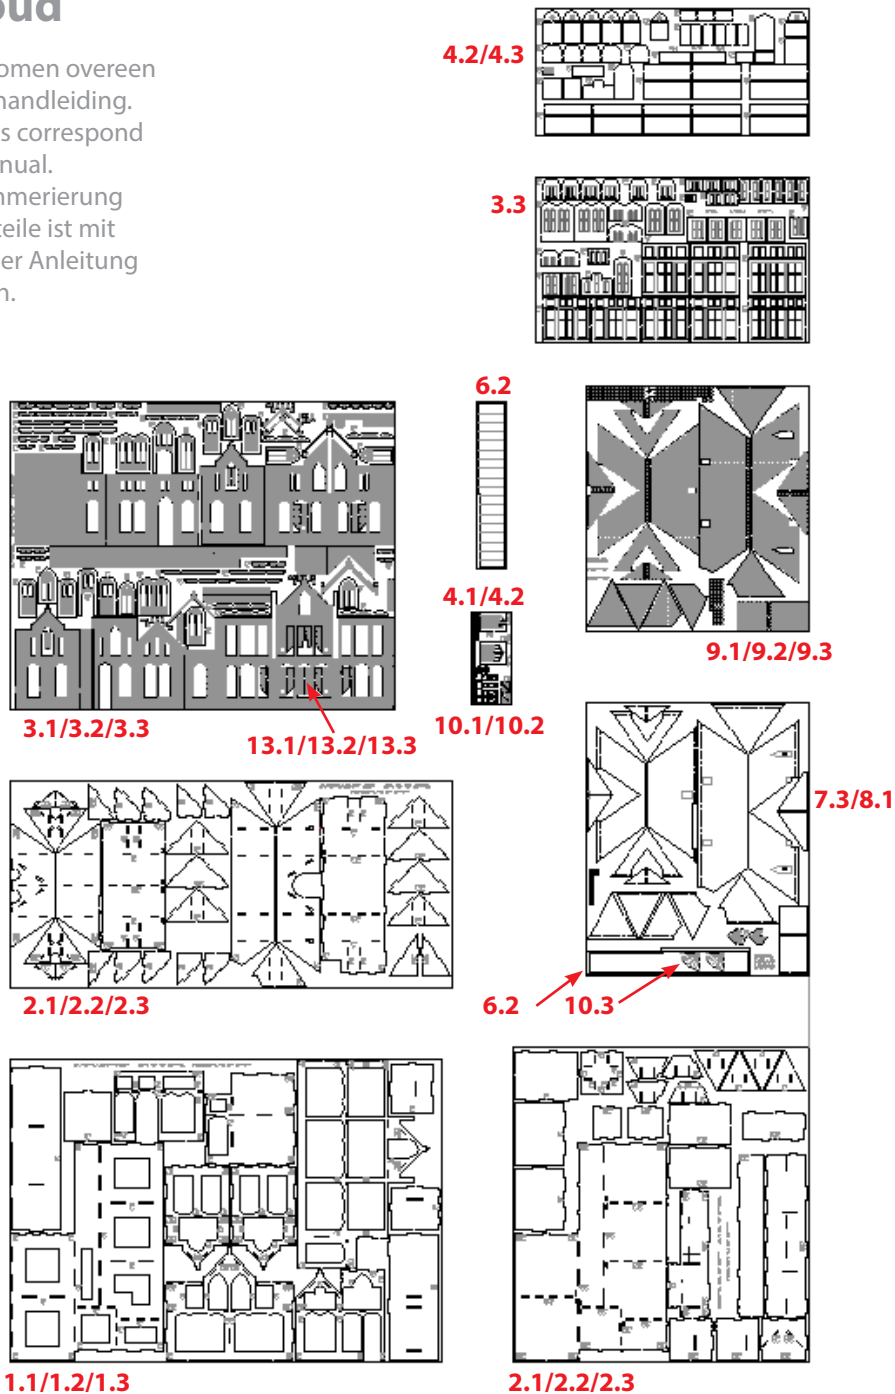 omen overeen
handleiding.
s correspond
nual.
mmerierung
teile ist mit
er Anleitung
n.
4.2/4.3
3.3
6.2
4.1/4.2
9.1/9.2/9.3
3.1/3.2/3.3
13.1/13.2/13.3
10.1/10.2
7.3/8.1
2.1/2.2/2.3
6.2
10.3
1.1/1.2/1.3
2.1/2.2/2.3